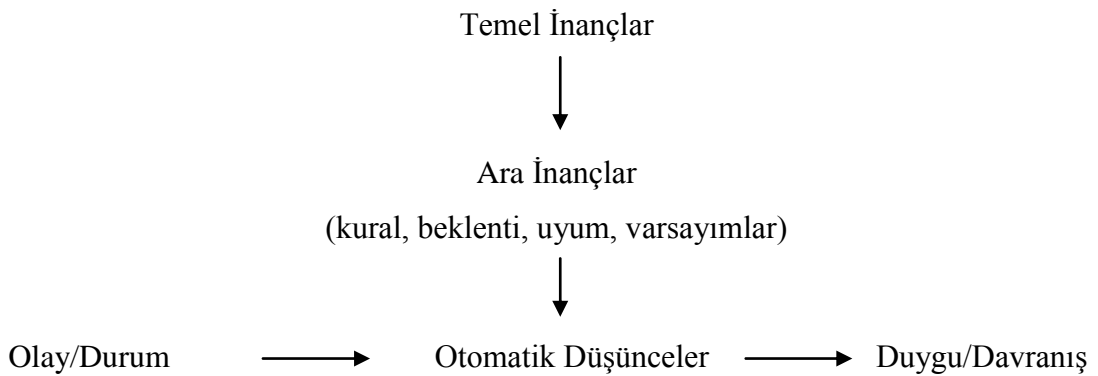 Temel İnançlar
Ara İnançlar
(kural, beklenti, uyum, varsayımlar)
Olay/Durum Otomatik Düşünceler Duygu/Davranış